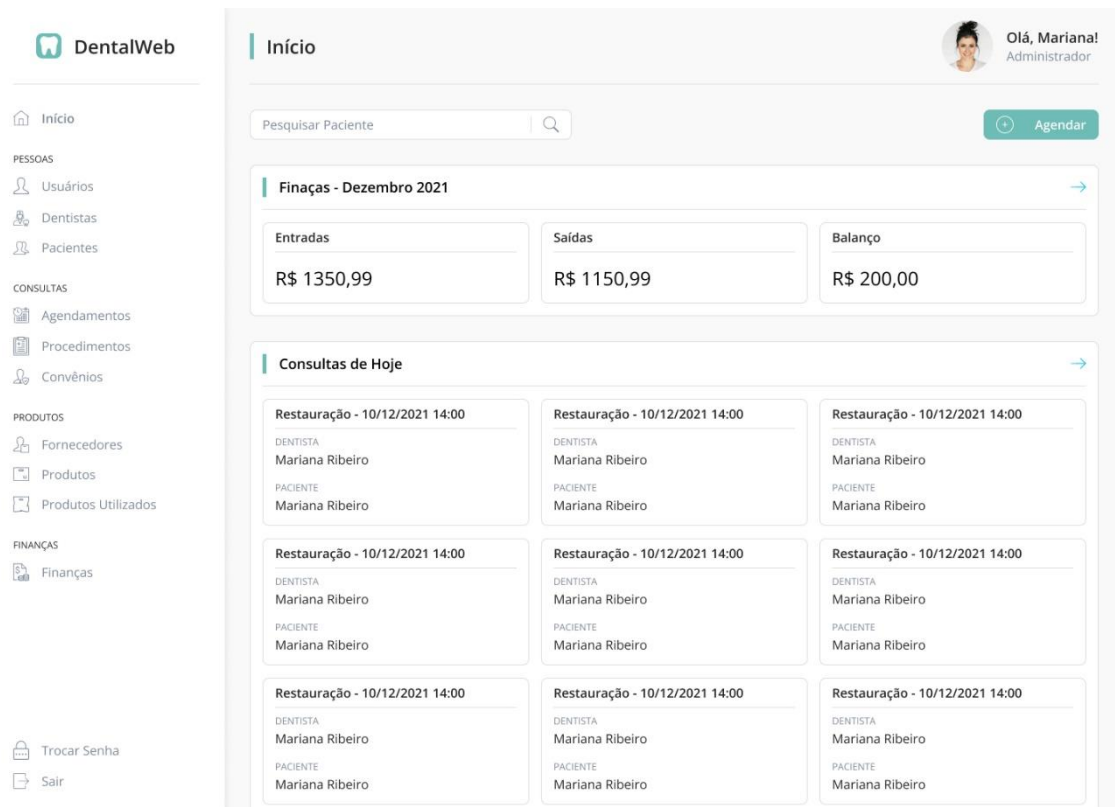 DentalWeb
Início
PESSOAS
Usuários
Dentistas
Pacientes
CONSULTAS
Agendamentos
Procedimentos
Convênios
PRODUTOS
Fornecedores
Produtos
Produtos Utilizados
FINANÇAS
Finanças
Trocar Senha
Sair
Início
Olá, Mariana!
Administrador
Pesquisar Paciente
Agendar
Finaças - Dezembro 2021
Entradas
R$ 1350,99
Saídas
R$ 1150,99
Balanço
R$ 200,00
Consultas de Hoje
Restauração - 10/12/2021 14:00
DENTISTA
Mariana Ribeiro
PACIENTE
Mariana Ribeiro
Restauração - 10/12/2021 14:00
DENTISTA
Mariana Ribeiro
PACIENTE
Mariana Ribeiro
Restauração - 10/12/2021 14:00
DENTISTA
Mariana Ribeiro
PACIENTE
Mariana Ribeiro
Restauração - 10/12/2021 14:00
DENTISTA
Mariana Ribeiro
PACIENTE
Mariana Ribeiro
Restauração - 10/12/2021 14:00
DENTISTA
Mariana Ribeiro
PACIENTE
Mariana Ribeiro
Restauração - 10/12/2021 14:00
DENTISTA
Mariana Ribeiro
PACIENTE
Mariana Ribeiro
Restauração - 10/12/2021 14:00
DENTISTA
Mariana Ribeiro
PACIENTE
Mariana Ribeiro
Restauração - 10/12/2021 14:00
DENTISTA
Mariana Ribeiro
PACIENTE
Mariana Ribeiro
Restauração - 10/12/2021 14:00
DENTISTA
Mariana Ribeiro
PACIENTE
Mariana Ribeiro